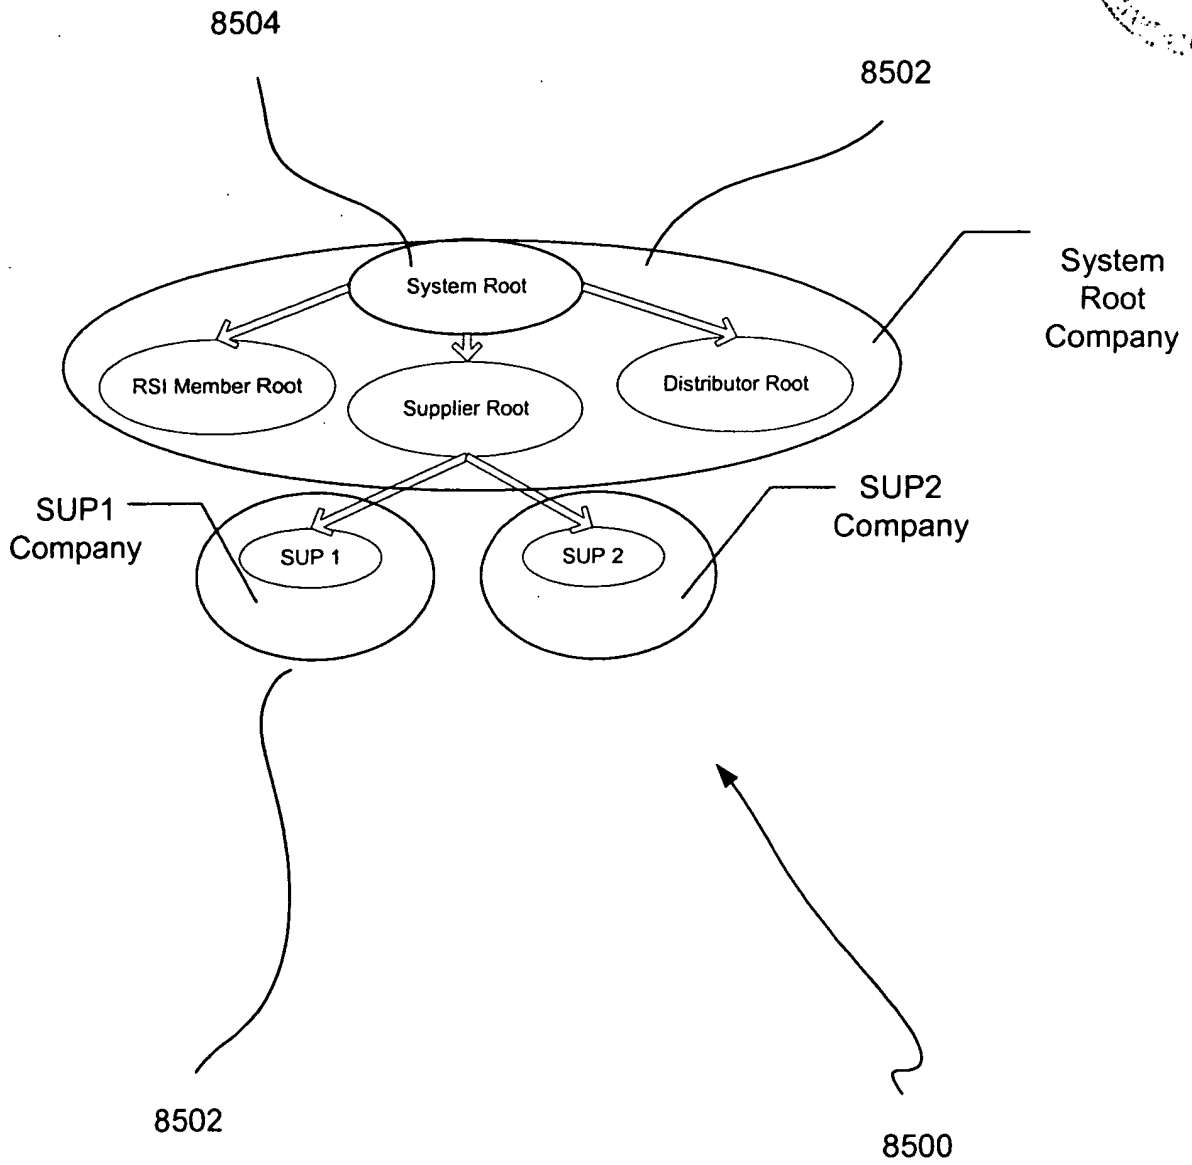 8504
8502
System Root
System
Root
Company
RSI Member Root
Supplier Root
Distributor Root
SUP1
Company
SUP2
Company
SUP 1
SUP 2
8502
8500